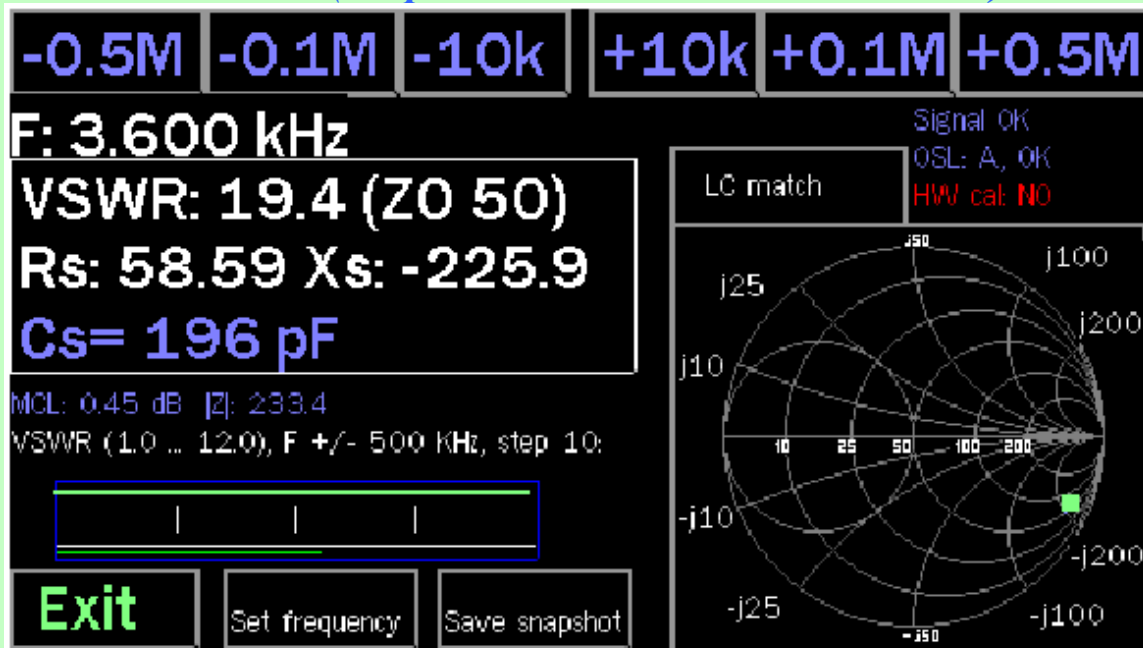 -0.5M -0.1M -10k +10k +0.1M +0.5M
F: 3.600 kHz
Signal OK
OSL: A, OK
HW cal: NO
VSWR: 19.4 (Z0 50)
Rs: 58.59 Xs: -225.9
Cs= 196 pF
MCL: 0.45 dB |Z|: 233.4
VSWR (1.0 ... 12.0), F +/- 500 KHz, step 10:
Exit
Set frequency
Save snapshot
LC match
j50
j25
j100
j200
j10
10 25 50 100 200
-j10
-j200
-j25
-j100
-j50